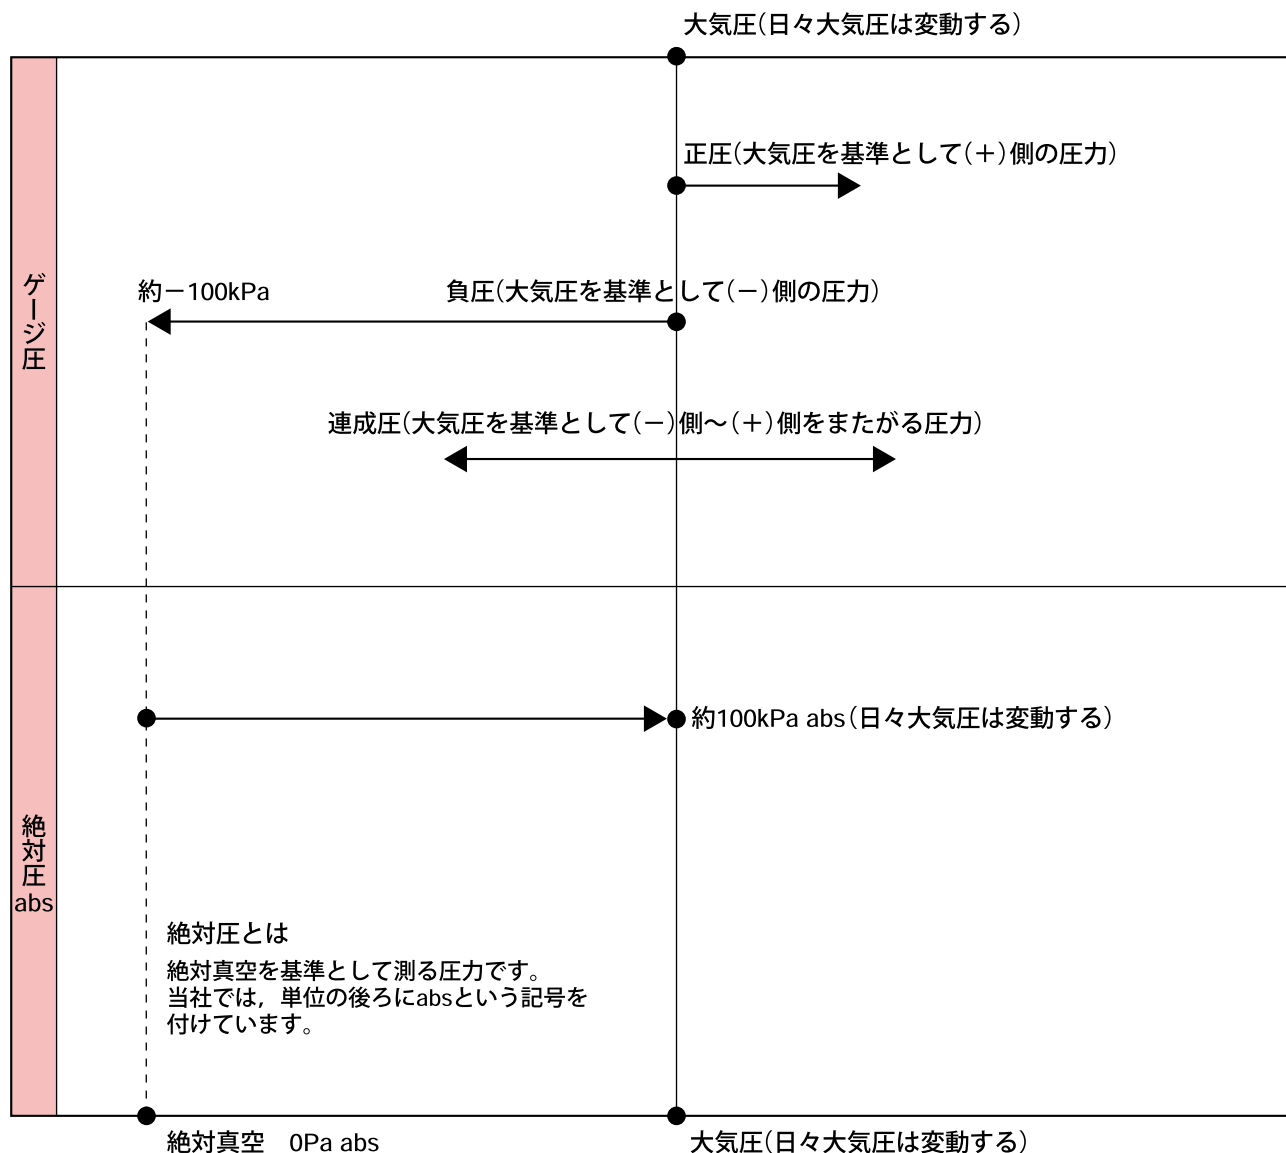 大気圧(日々大気圧は変動する)
正圧(大気圧を基準として(＋)側の圧力)
ゲージ圧
約－100kPa
負圧(大気圧を基準として(－)側の圧力)
連成圧(大気圧を基準として(－)側～(＋)側をまたがる圧力)
約100kPa abs(日々大気圧は変動する)
絶対圧
abs
絶対圧とは
絶対真空を基準として測る圧力です。
当社では，単位の後ろにabsという記号を
付けています。
絶対真空　0Pa abs
大気圧(日々大気圧は変動する)